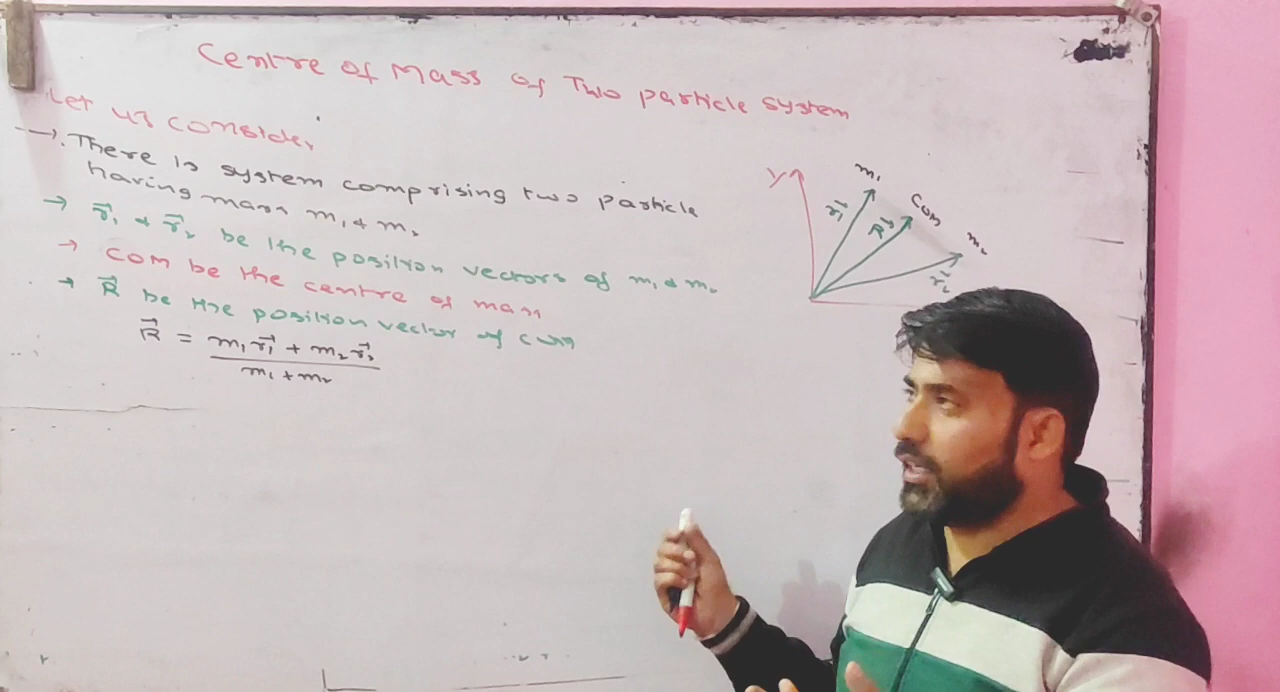 Centre of Mass of Two particle system
Let us consider
→ There is system comprising two particle
having mass m₁ & m₂
→ r⃗₁ & r⃗₂ be the position vectors of m₁ & m₂
→ COM be the centre of mass
→ R⃗ be the position vector of COM
R⃗ = m₁r⃗₁ + m₂r⃗₂
m₁ + m₂
Y
m₁
r⃗₁
COM
R⃗
m₂
r⃗₂